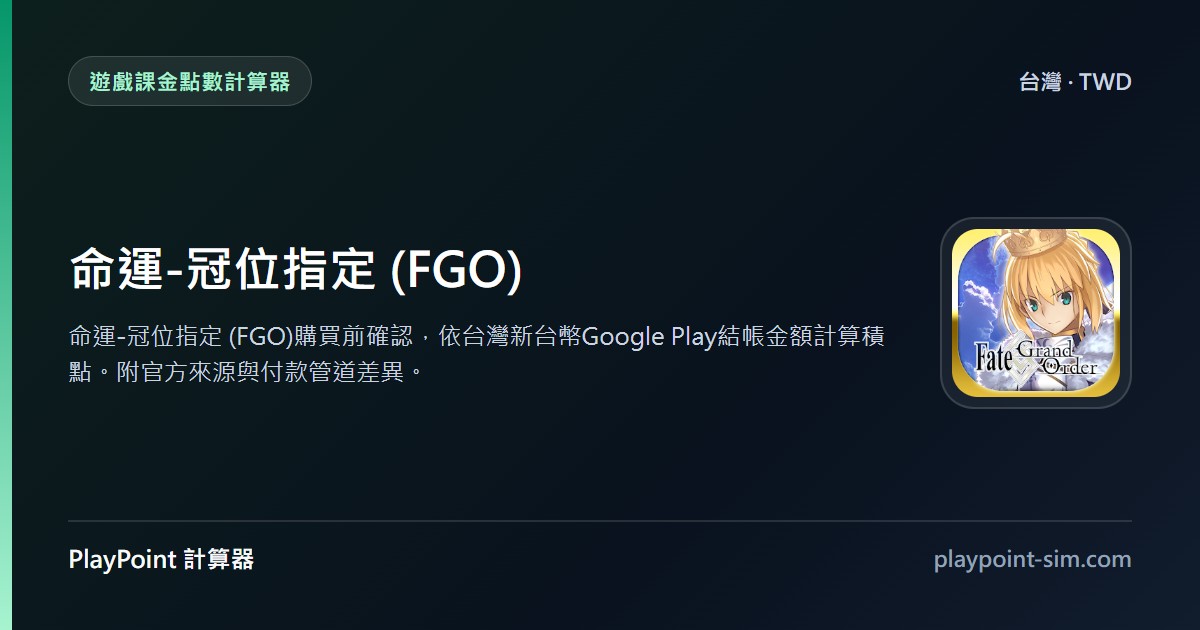 遊戲課金點數計算器
台灣 · TWD
命運-冠位指定 (FGO)
命運-冠位指定 (FGO)購買前確認，依台灣新台幣Google Play結帳金額計算積
點。附官方來源與付款管道差異。
Fate Grand Order
PlayPoint 計算器
playpoint-sim.com